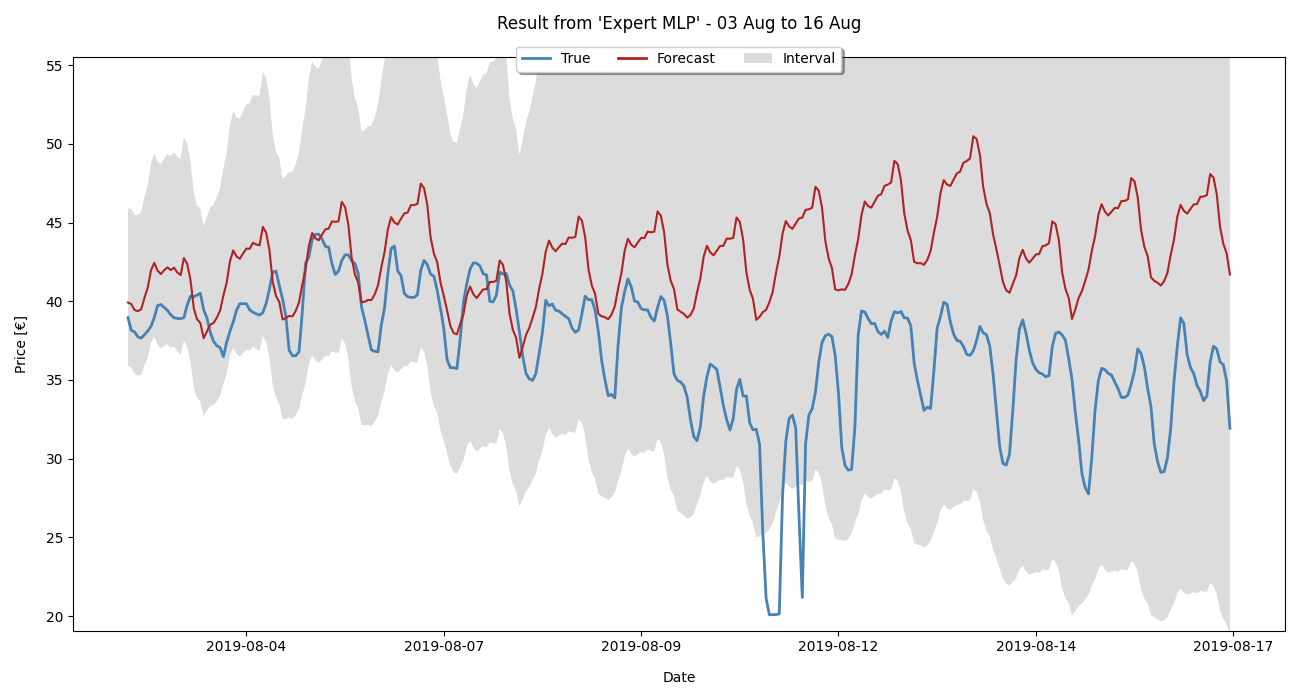 Result from 'Expert MLP' - 03 Aug to 16 Aug
True Forecast Interval
55
50
45
40
35
30
25
20
Price [€]
2019-08-04 2019-08-07 2019-08-09 2019-08-12 2019-08-14 2019-08-17
Date